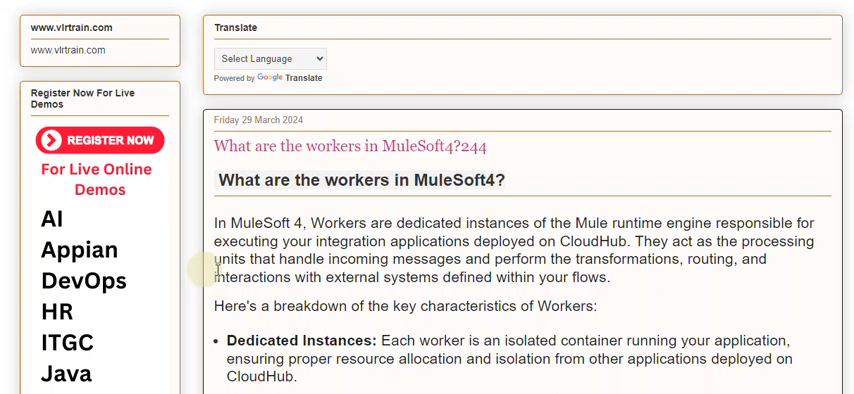 www.vlrtrain.com
www.vlrtrain.com
Register Now For Live
Demos
REGISTER NOW
For Live Online
Demos
AI
Appian
DevOps
HR
ITGC
Java
Translate
Select Language
Powered by Google Translate
Friday 29 March 2024
What are the workers in MuleSoft4?244
What are the workers in MuleSoft4?
In MuleSoft 4, Workers are dedicated instances of the Mule runtime engine responsible for
executing your integration applications deployed on CloudHub. They act as the processing
units that handle incoming messages and perform the transformations, routing, and
interactions with external systems defined within your flows.
Here's a breakdown of the key characteristics of Workers:
• Dedicated Instances: Each worker is an isolated container running your application,
ensuring proper resource allocation and isolation from other applications deployed on
CloudHub.